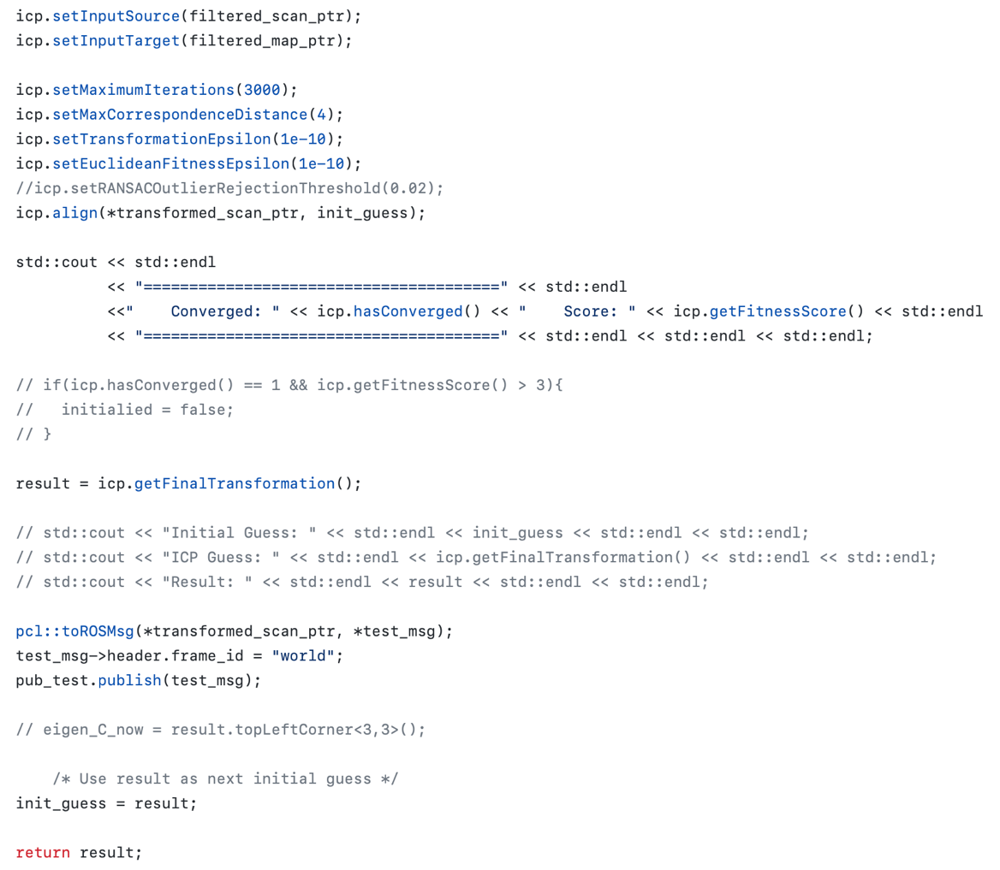 icp.setInputSource(filtered_scan_ptr);
icp.setInputTarget(filtered_map_ptr);

icp.setMaximumIterations(3000);
icp.setMaxCorrespondenceDistance(4);
icp.setTransformationEpsilon(1e-10);
icp.setEuclideanFitnessEpsilon(1e-10);
//icp.setRANSACOutlierRejectionThreshold(0.02);
icp.align(*transformed_scan_ptr, init_guess);

std::cout << std::endl
          << "=======================================" << std::endl
          <<"    Converged: " << icp.hasConverged() << "    Score: " << icp.getFitnessScore() << std::endl
          << "=======================================" << std::endl << std::endl << std::endl;

// if(icp.hasConverged() == 1 && icp.getFitnessScore() > 3){
//   initialied = false;
// }

result = icp.getFinalTransformation();

// std::cout << "Initial Guess: " << std::endl << init_guess << std::endl << std::endl;
// std::cout << "ICP Guess: " << std::endl << icp.getFinalTransformation() << std::endl << std::endl;
// std::cout << "Result: " << std::endl << result << std::endl << std::endl;

pcl::toROSMsg(*transformed_scan_ptr, *test_msg);
test_msg->header.frame_id = "world";
pub_test.publish(test_msg);

// eigen_C_now = result.topLeftCorner<3,3>();

    /* Use result as next initial guess */
init_guess = result;

return result;